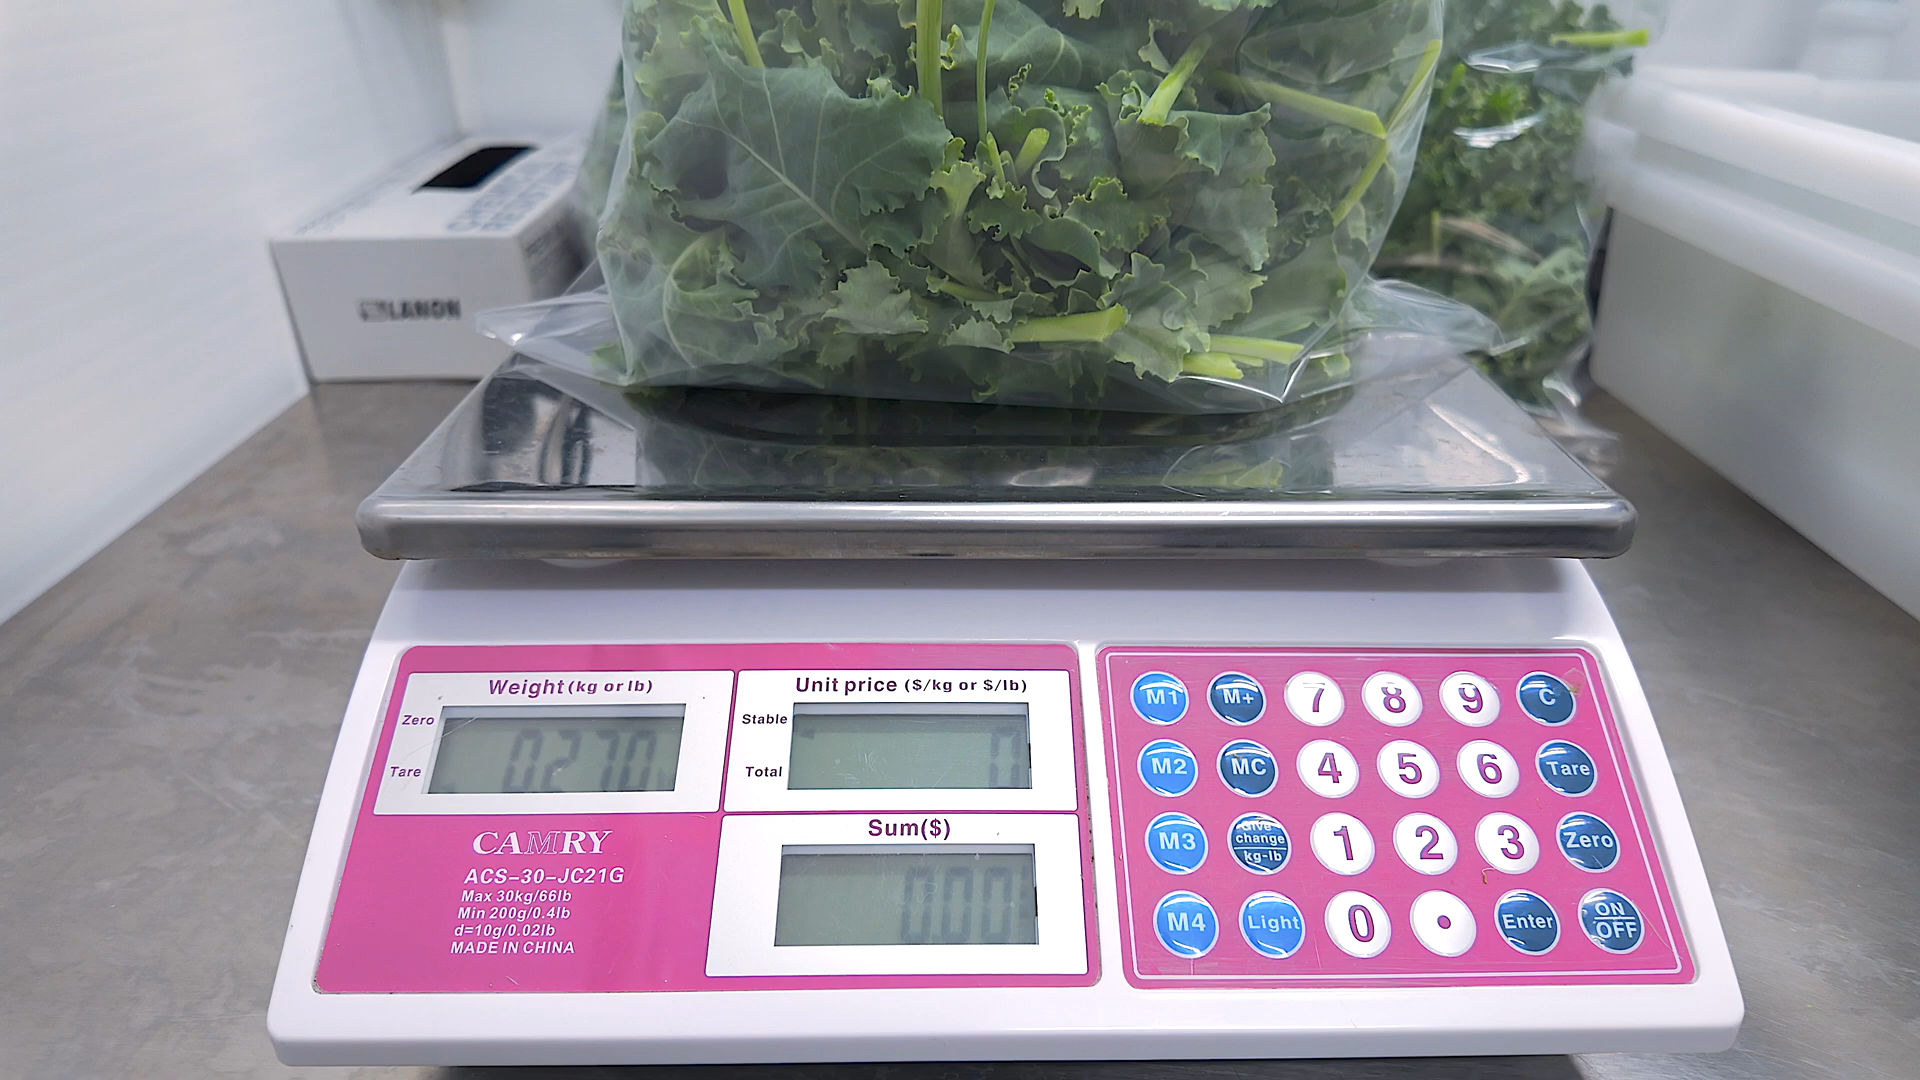 LANON
Weight (kg or lb)
Zero
Tare
0.270
Unit price ($/kg or $/lb)
Stable
Total
0
Sum($)
0.00
CAMRY
ACS-30-JC21G
Max 30kg/66lb
Min 200g/0.4lb
d=10g/0.02lb
MADE IN CHINA
M1 M+ 7 8 9 C
M2 MC 4 5 6 Tare
M3 Give change kg-lb 1 2 3 Zero
M4 Light 0 • Enter ON OFF